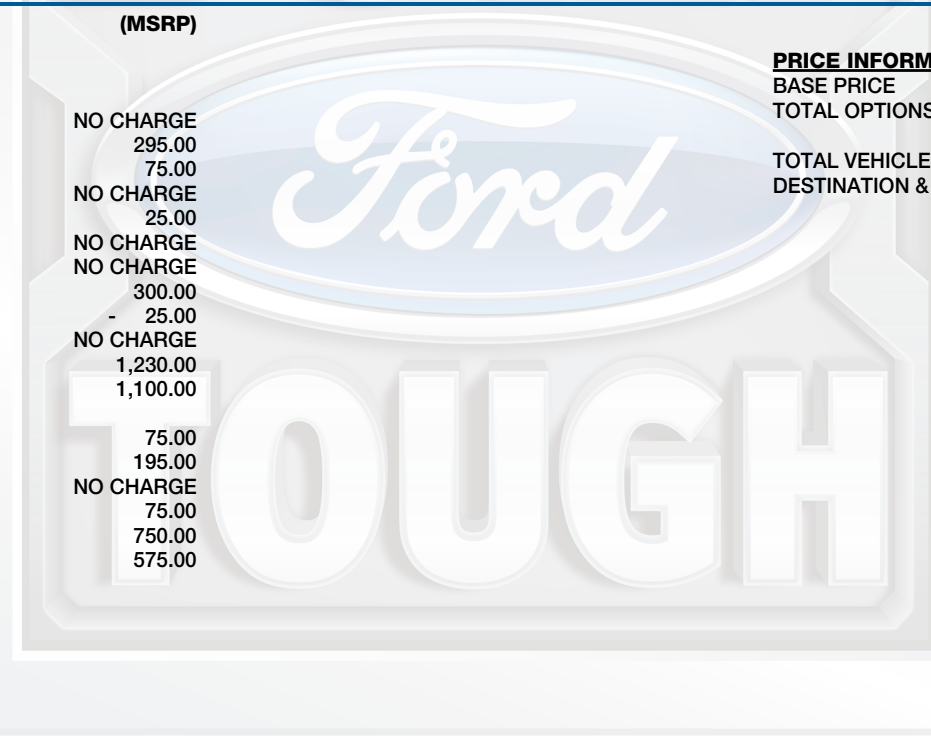 (MSRP)
NO CHARGE
295.00
75.00
NO CHARGE
25.00
NO CHARGE
NO CHARGE
300.00
- 25.00
NO CHARGE
1,230.00
1,100.00
75.00
195.00
NO CHARGE
75.00
750.00
575.00
PRICE INFORM
BASE PRICE
TOTAL OPTIONS
TOTAL VEHICLE
DESTINATION &
Ford
TOUGH